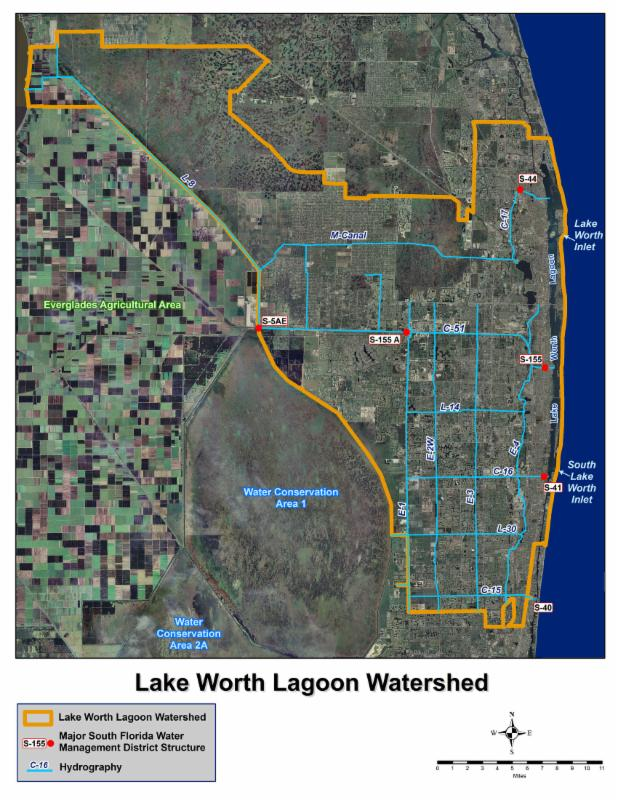 S-44
C-17
Lake
Worth
Inlet
L-8
M-Canal
Lagoon
Everglades Agricultural Area
S-5AE
S-155 A
C-51
Worth
S-155
L-14
Lake
E-2W
E-4
South
Lake
Worth
Inlet
C-16
S-41
Water Conservation
Area 1
E-3
E-1
L-30
C-15
S-40
Water
Conservation
Area 2A
Lake Worth Lagoon Watershed
Lake Worth Lagoon Watershed
S-155
Major South Florida Water
Management District Structure
C-16
Hydrography
N
W
E
S
0 1 2 3 4 5 6 7 8 9 10 11
Miles